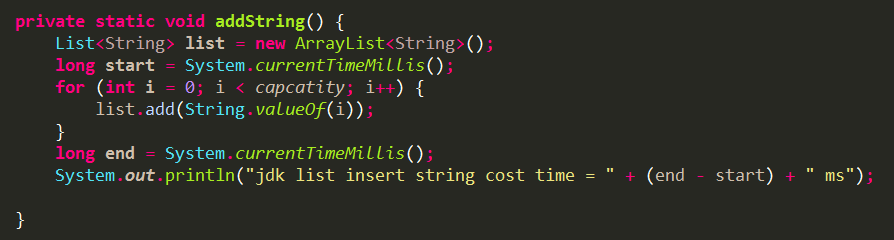 private static void addString() {
    List<String> list = new ArrayList<String>();
    long start = System.currentTimeMillis();
    for (int i = 0; i < capcatity; i++) {
        list.add(String.valueOf(i));
    }
    long end = System.currentTimeMillis();
    System.out.println("jdk list insert string cost time = " + (end - start) + " ms");
}